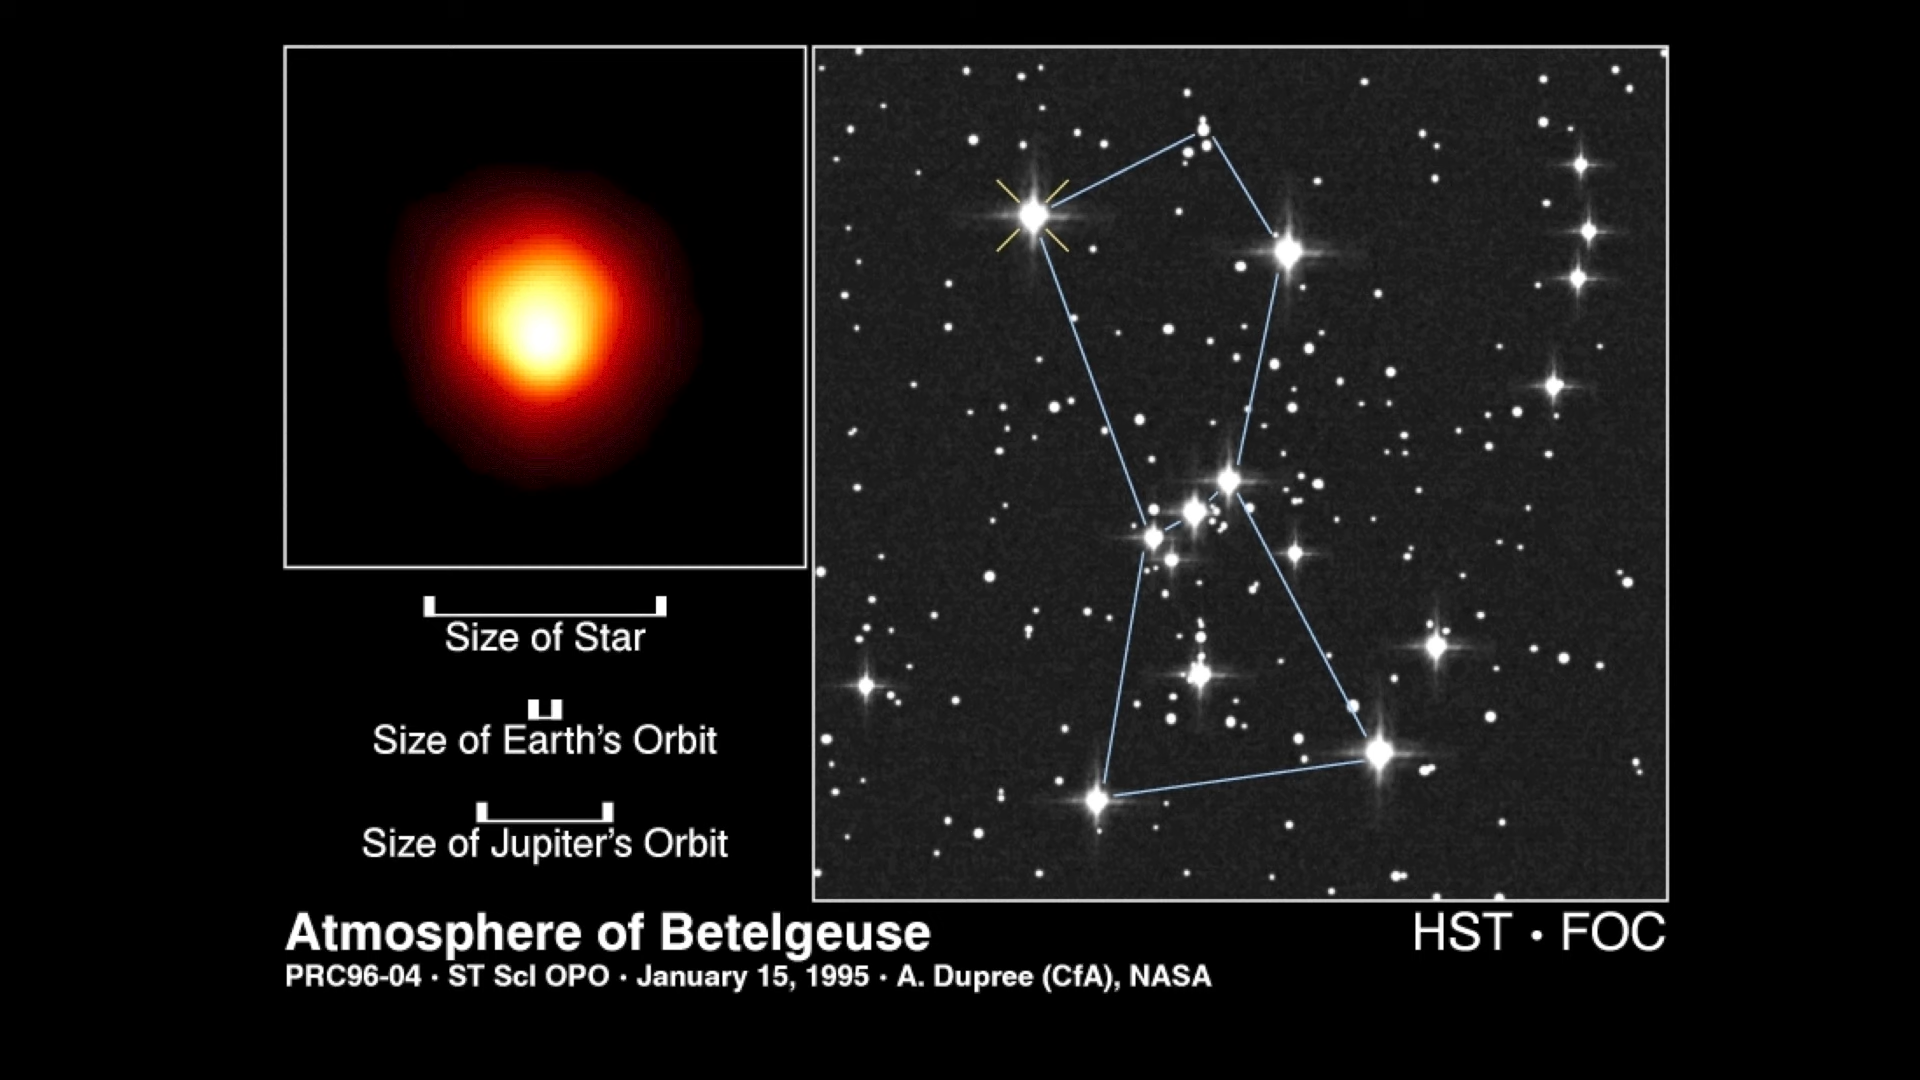 Size of Star
Size of Earth's Orbit
Size of Jupiter's Orbit
Atmosphere of Betelgeuse
HST • FOC
PRC96-04 • ST ScI OPO • January 15, 1995 • A. Dupree (CfA), NASA